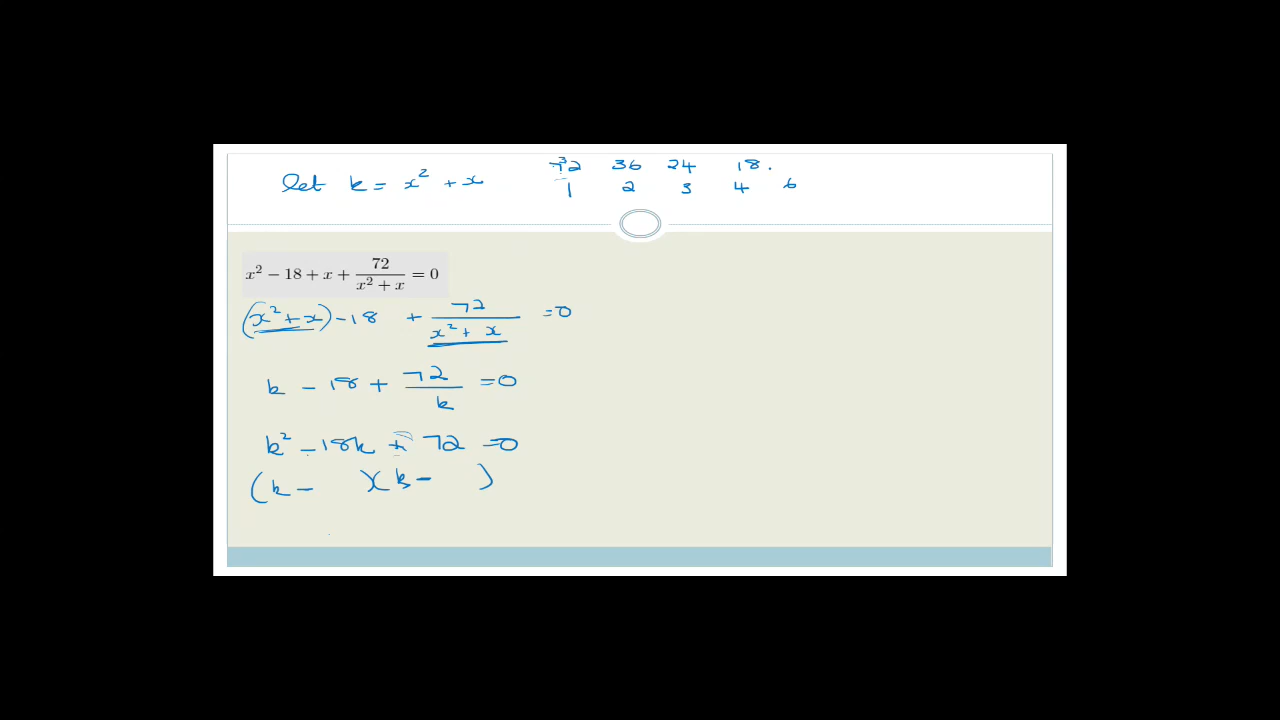 72 36 24 18.
let k = x² + x 1 2 3 4 6
x² − 18 + x + 72/(x² + x) = 0
(x² + x) − 18 + 72/(x² + x) = 0
k − 18 + 72/k = 0
k² − 18k + 72 = 0
(k − )(k − )